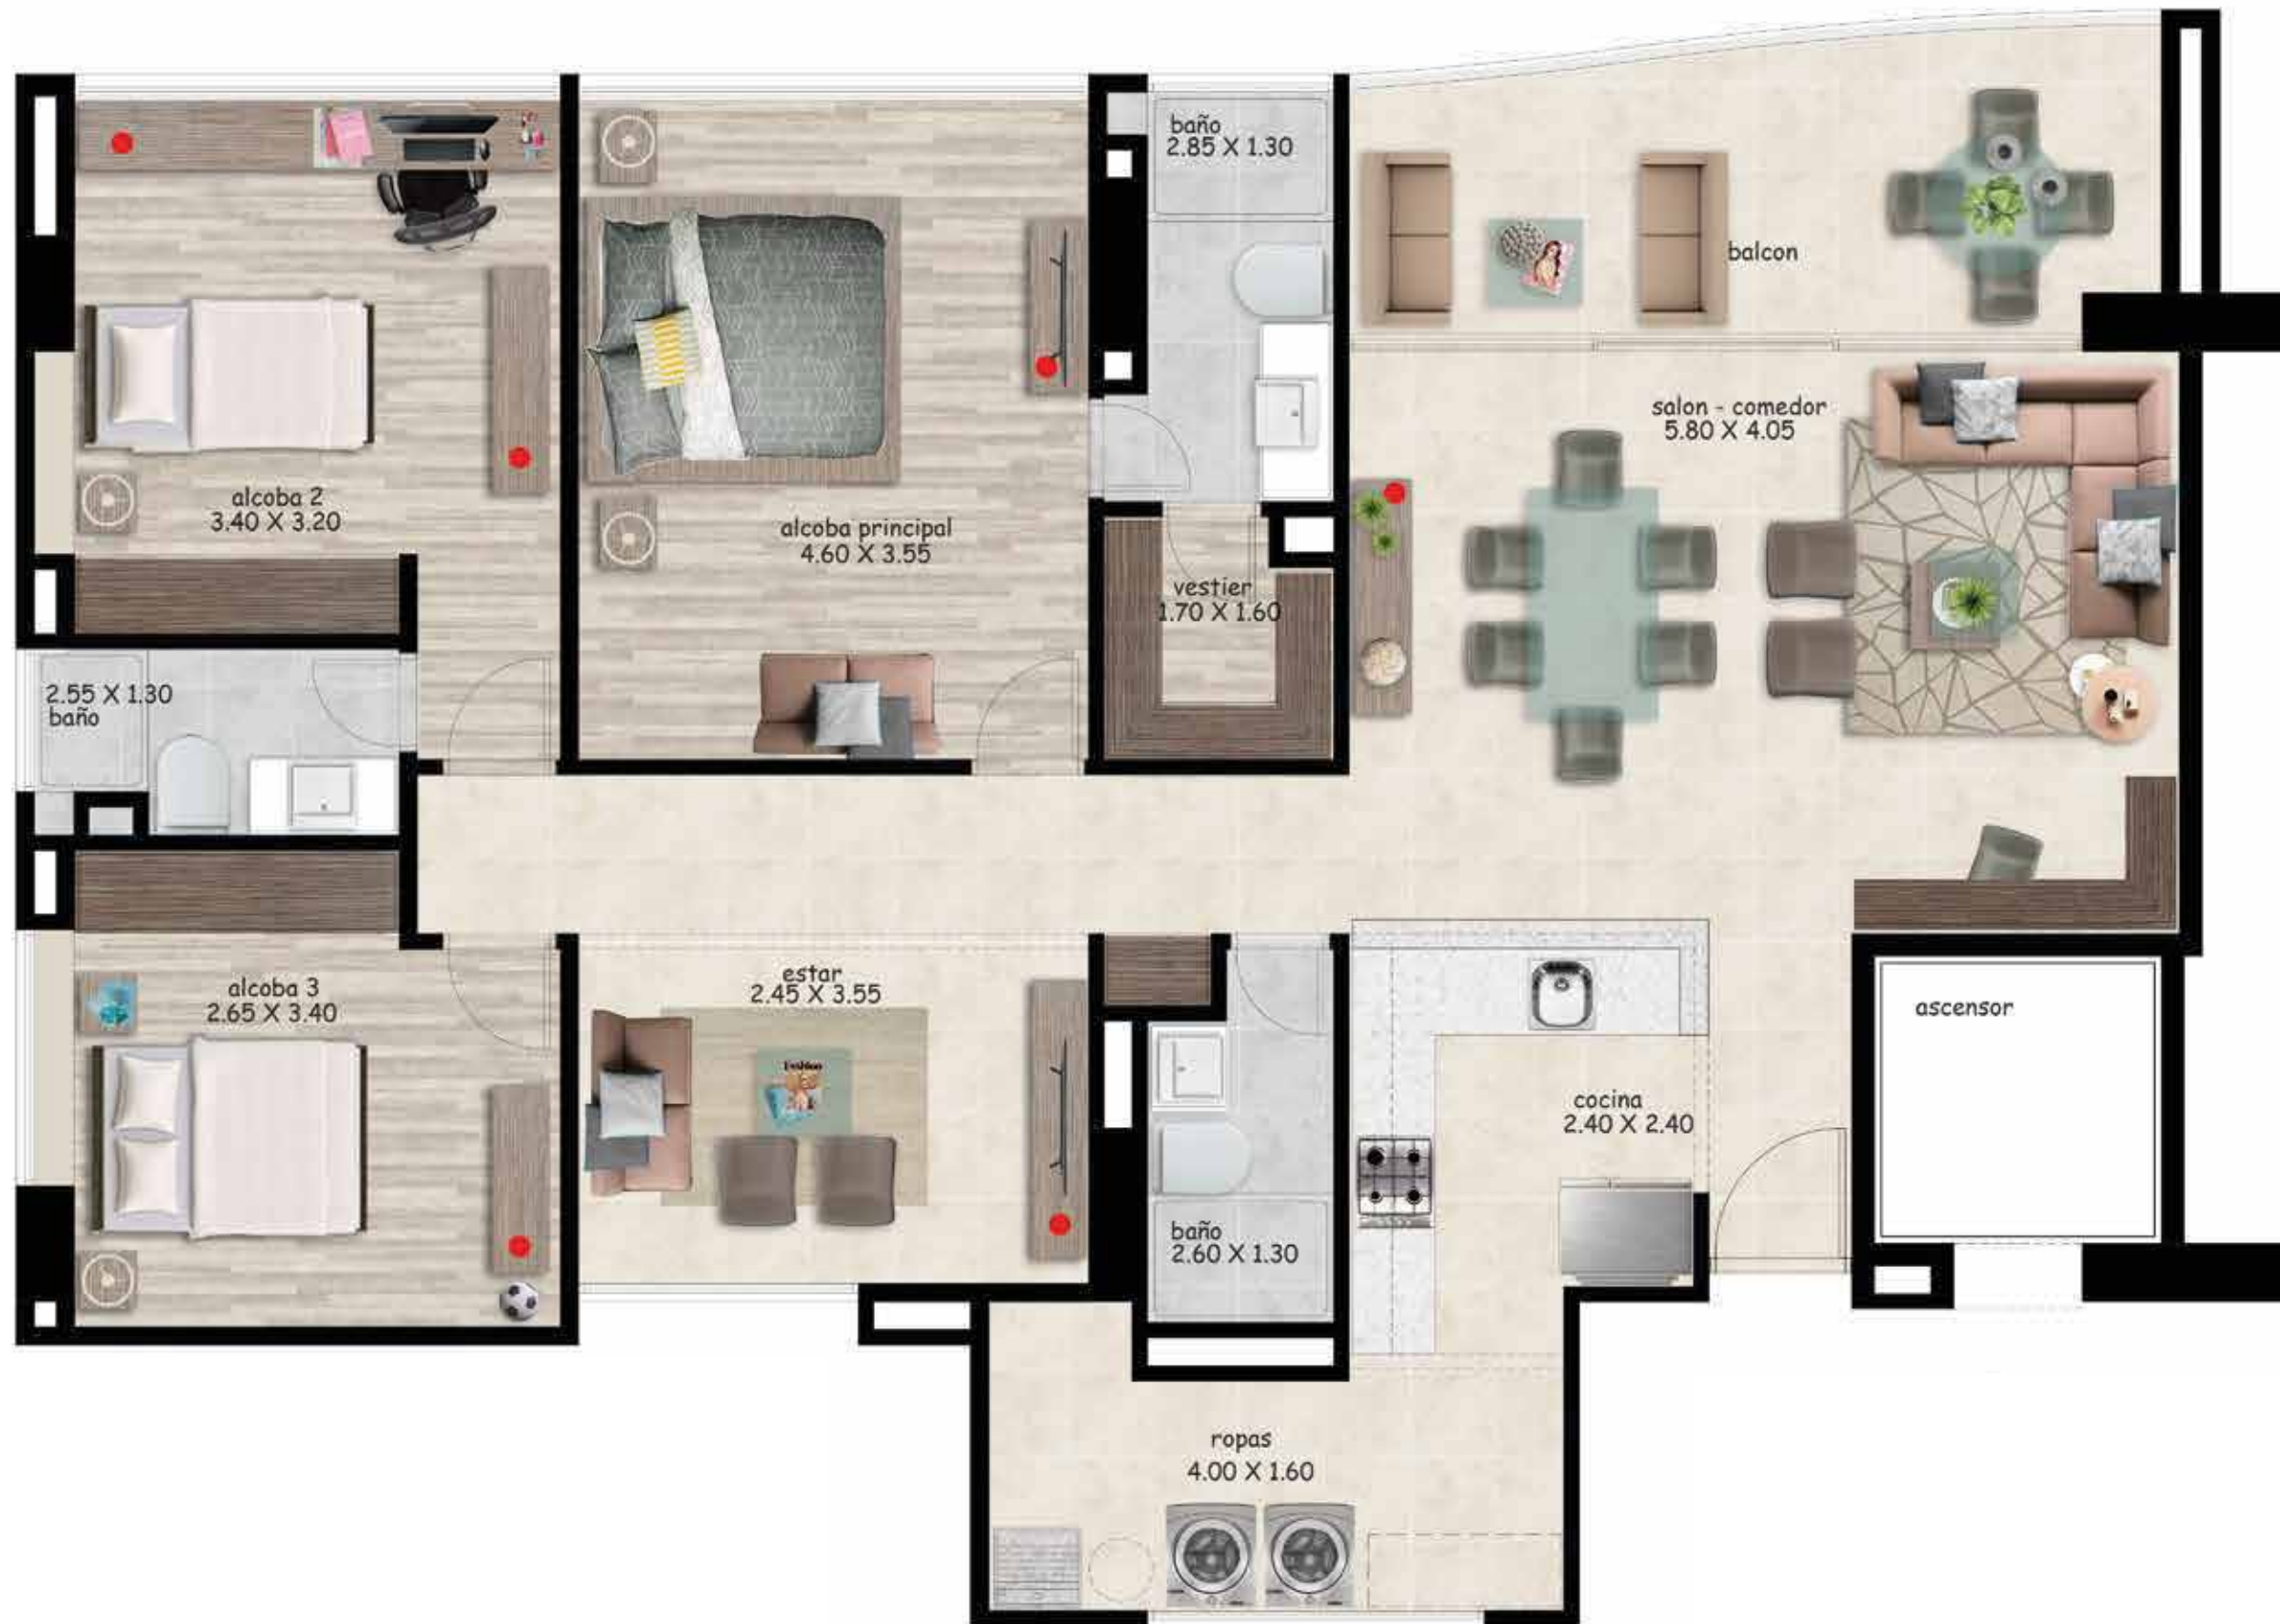 baño
2.85 X 1.30
balcon
salon - comedor
5.80 X 4.05
alcoba 2
3.40 X 3.20
alcoba principal
4.60 X 3.55
vestier
1.70 X 1.60
2.55 X 1.30
baño
alcoba 3
2.65 X 3.40
estar
2.45 X 3.55
ascensor
Fashion
cocina
2.40 X 2.40
baño
2.60 X 1.30
ropas
4.00 X 1.60